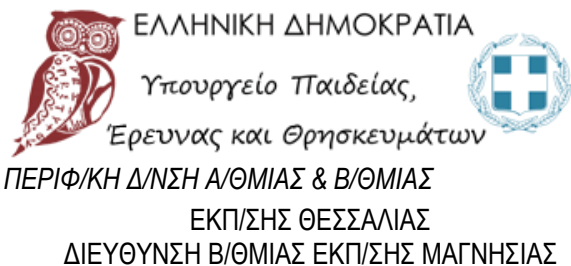 ΕΛΛΗΝΙΚΗ ΔΗΜΟΚΡΑΤΙΑ
Υπουργείο Παιδείας,
Έρευνας και Θρησκευμάτων
ΠΕΡΙΦ/ΚΗ Δ/ΝΣΗ Α/ΘΜΙΑΣ & Β/ΘΜΙΑΣ
ΕΚΠ/ΣΗΣ ΘΕΣΣΑΛΙΑΣ
ΔΙΕΥΘΥΝΣΗ Β/ΘΜΙΑΣ ΕΚΠ/ΣΗΣ ΜΑΓΝΗΣΙΑΣ